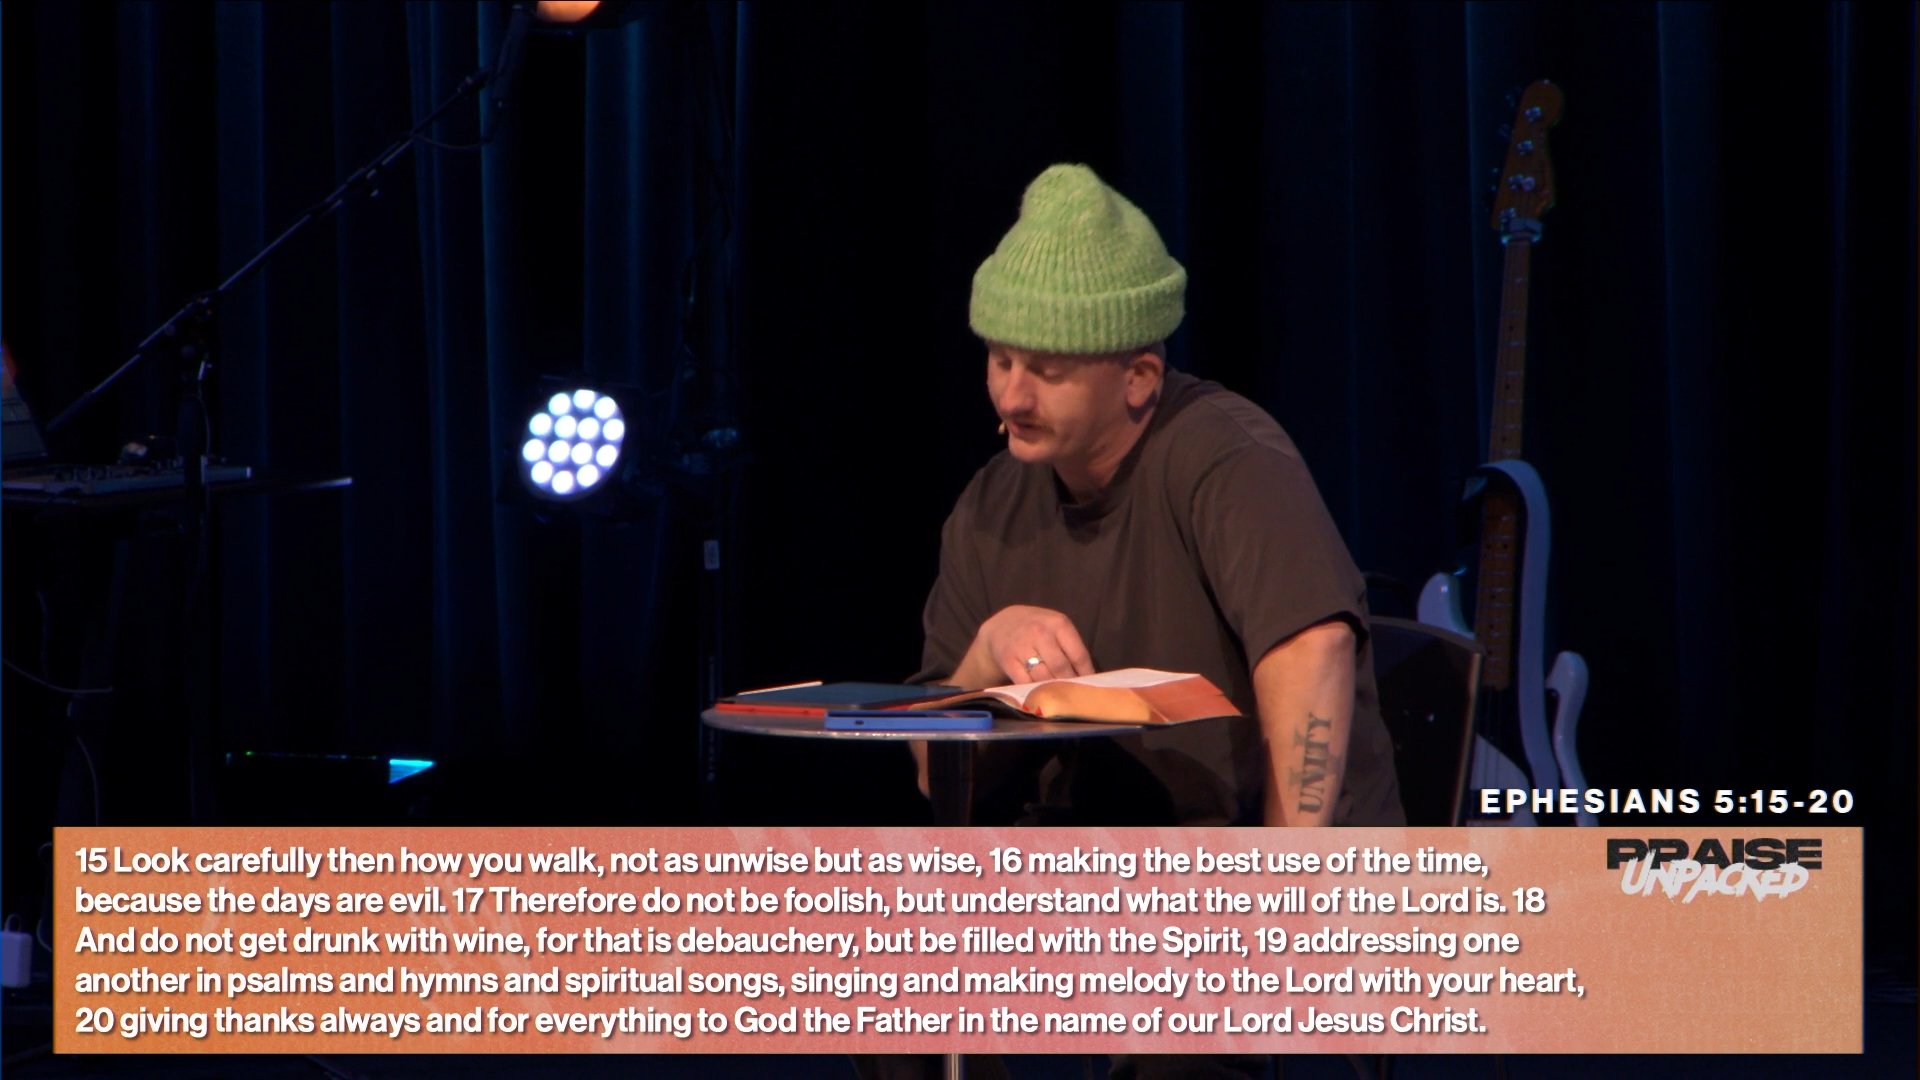 UNITY
EPHESIANS 5:15-20
PRAISE
UNPACKED
15 Look carefully then how you walk, not as unwise but as wise, 16 making the best use of the time,
because the days are evil. 17 Therefore do not be foolish, but understand what the will of the Lord is. 18
And do not get drunk with wine, for that is debauchery, but be filled with the Spirit, 19 addressing one
another in psalms and hymns and spiritual songs, singing and making melody to the Lord with your heart,
20 giving thanks always and for everything to God the Father in the name of our Lord Jesus Christ.